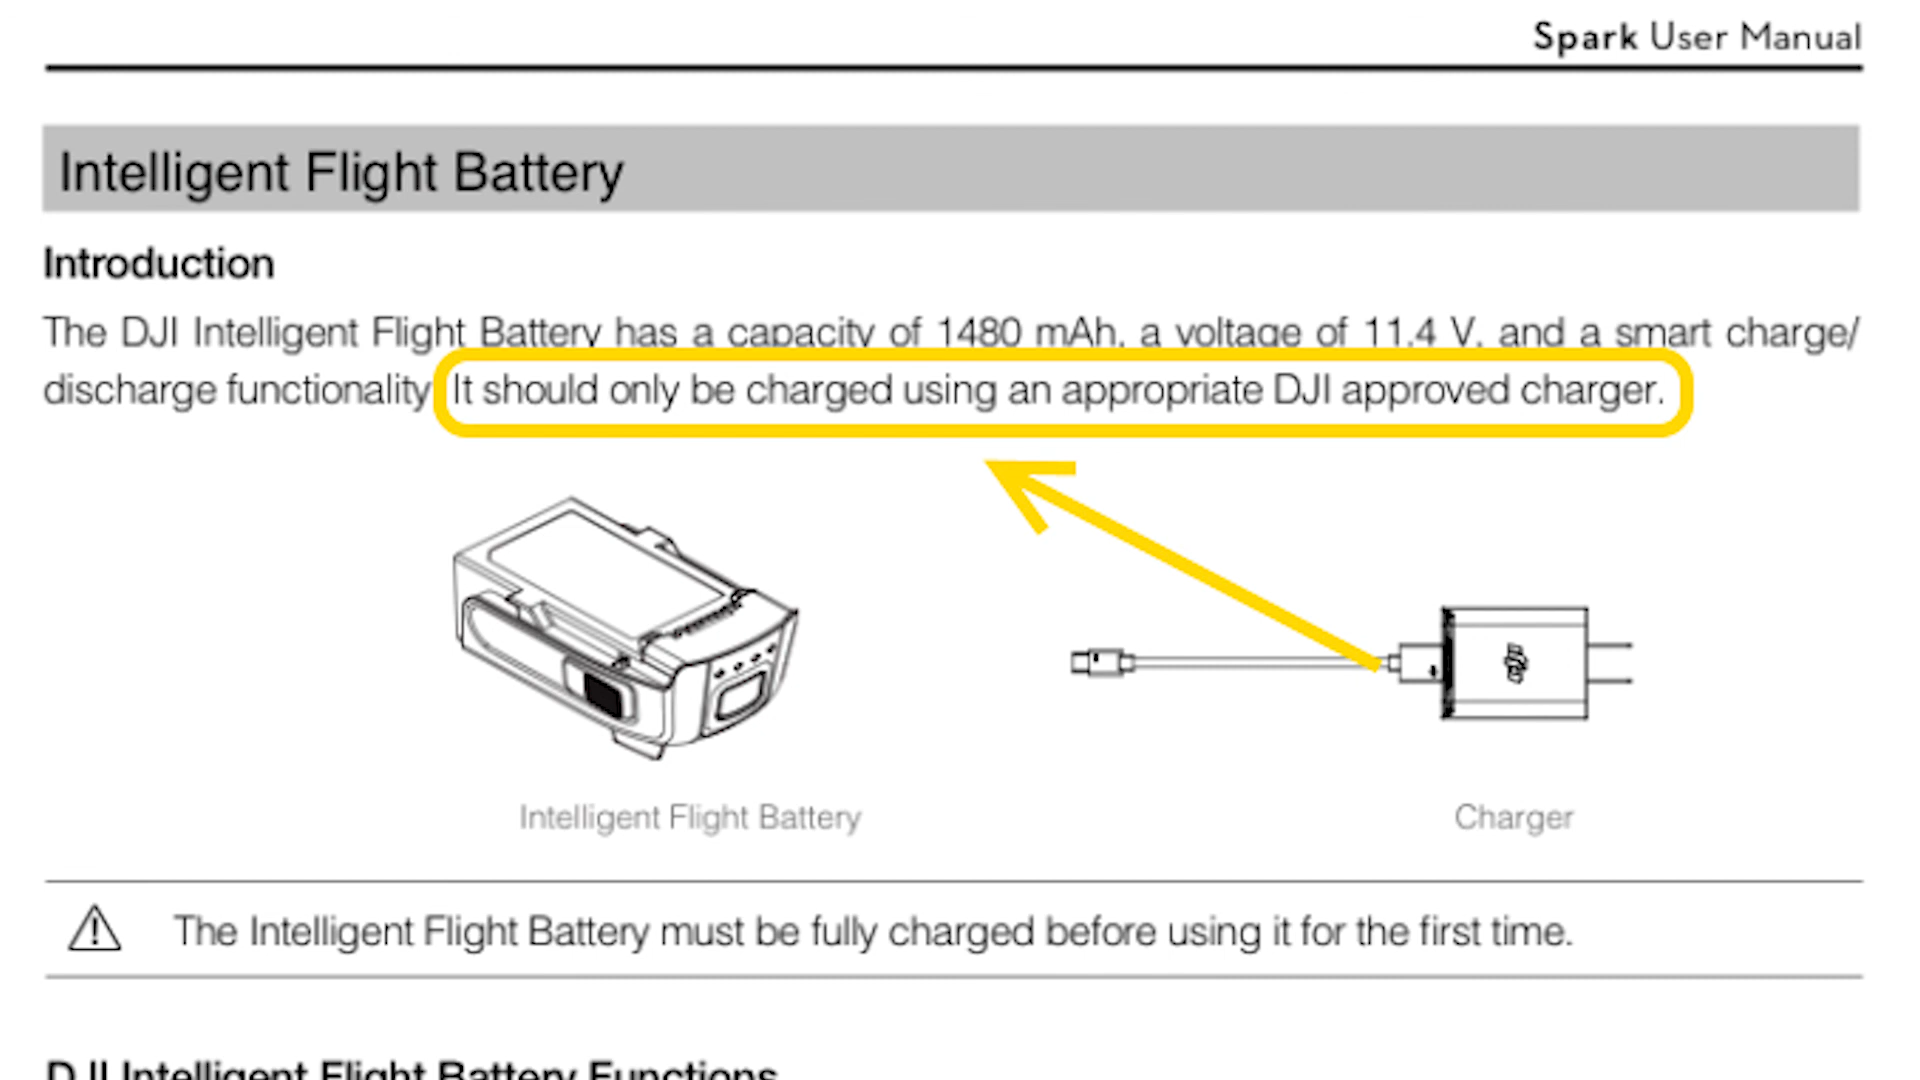 Spark User Manual
Intelligent Flight Battery
Introduction
The DJI Intelligent Flight Battery has a capacity of 1480 mAh, a voltage of 11.4 V, and a smart charge/
discharge functionality It should only be charged using an appropriate DJI approved charger.
dji
Intelligent Flight Battery
Charger
The Intelligent Flight Battery must be fully charged before using it for the first time.
DJI Intelligent Flight Battery Functions